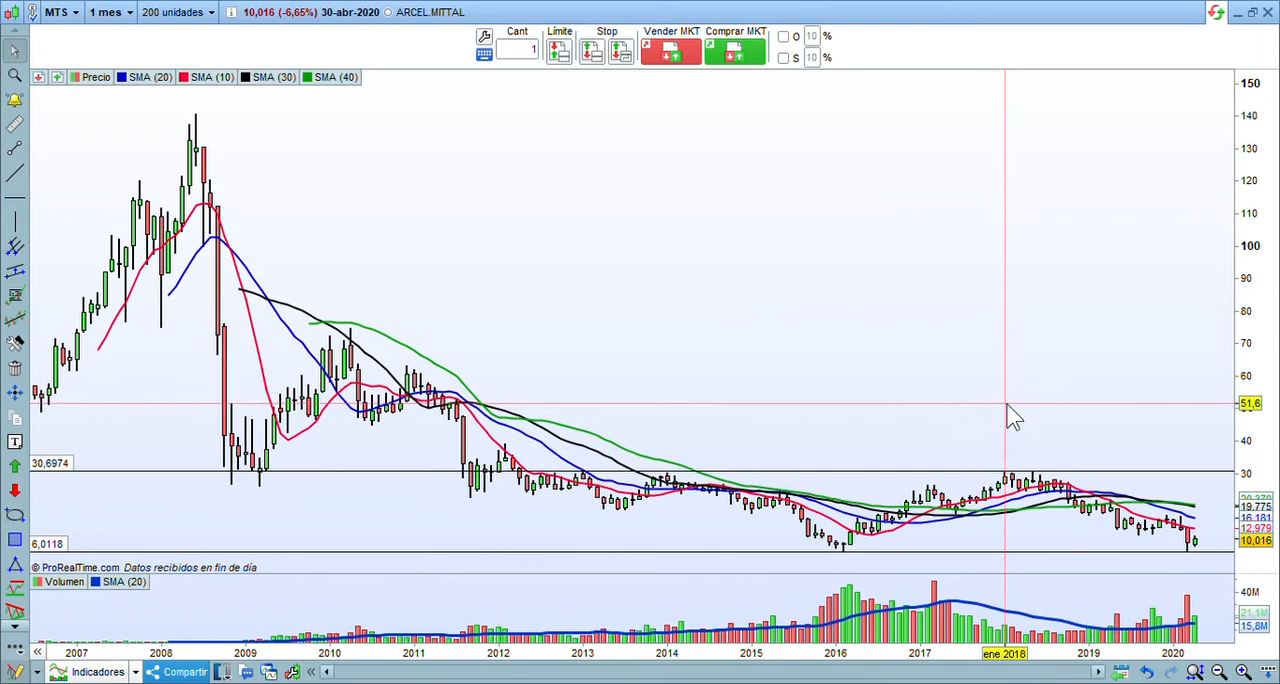 MTS 1 mes 200 unidades 10,016 (-6,65%) 30-abr-2020 ARCEL.MITTAL
Cant Límite Stop Vender MKT Comprar MKT O 10 %
1 S 10 %
Precio SMA (20) SMA (10) SMA (30) SMA (40)
150
140
130
120
110
100
90
80
70
60
51,6
40
30,6974
30
19,775
16,181
12,979
10,016
6,0118
© ProRealTime.com Datos recibidos en fin de día
Volumen SMA (20)
40M
21,1M
15,8M
2007 2008 2009 2010 2011 2012 2013 2014 2015 2016 2017 ene 2018 2019 2020
Indicadores Compartir